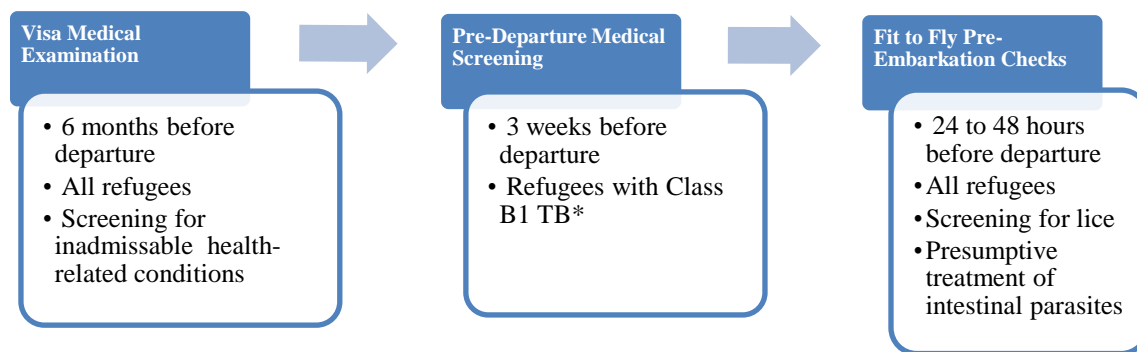 Visa Medical
Examination
• 6 months before
departure
• All refugees
• Screening for
inadmissable health-
related conditions
Pre-Departure Medical
Screening
• 3 weeks before
departure
• Refugees with Class
B1 TB*
Fit to Fly Pre-
Embarkation Checks
• 24 to 48 hours
before departure
• All refugees
• Screening for lice
• Presumptive
treatment of
intestinal parasites